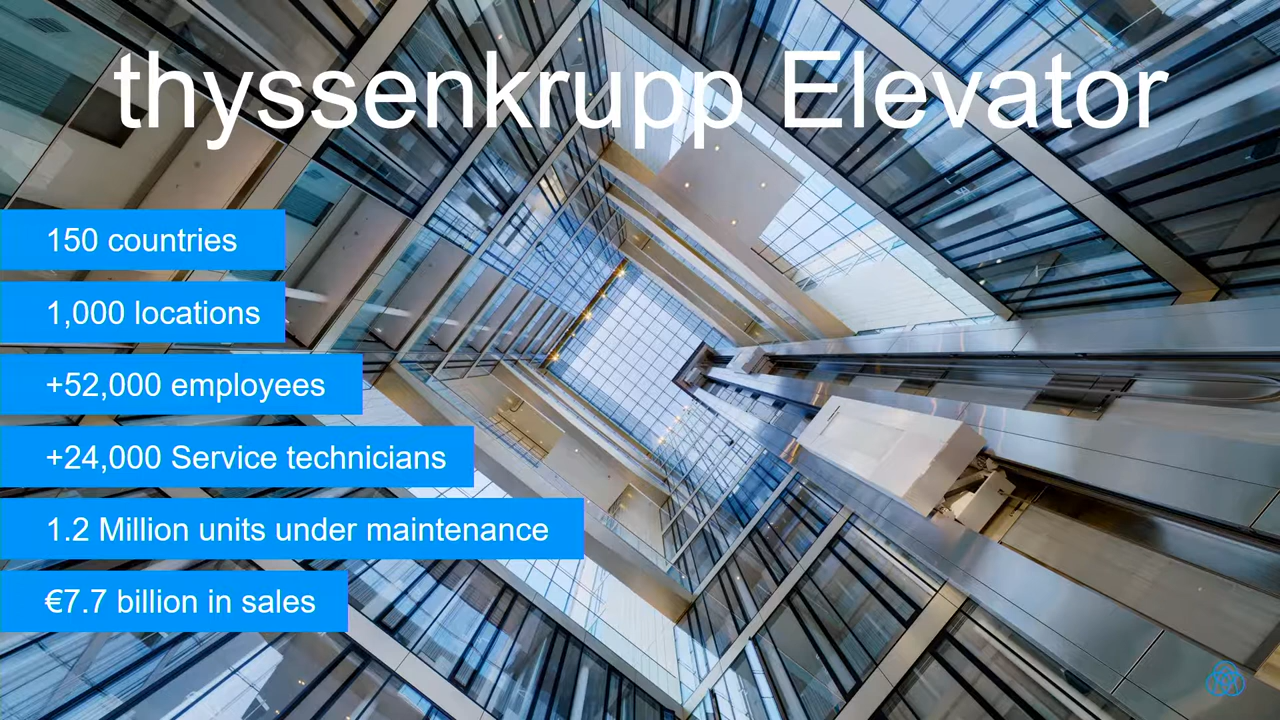 thyssenkrupp Elevator
150 countries
1,000 locations
+52,000 employees
+24,000 Service technicians
1.2 Million units under maintenance
€7.7 billion in sales